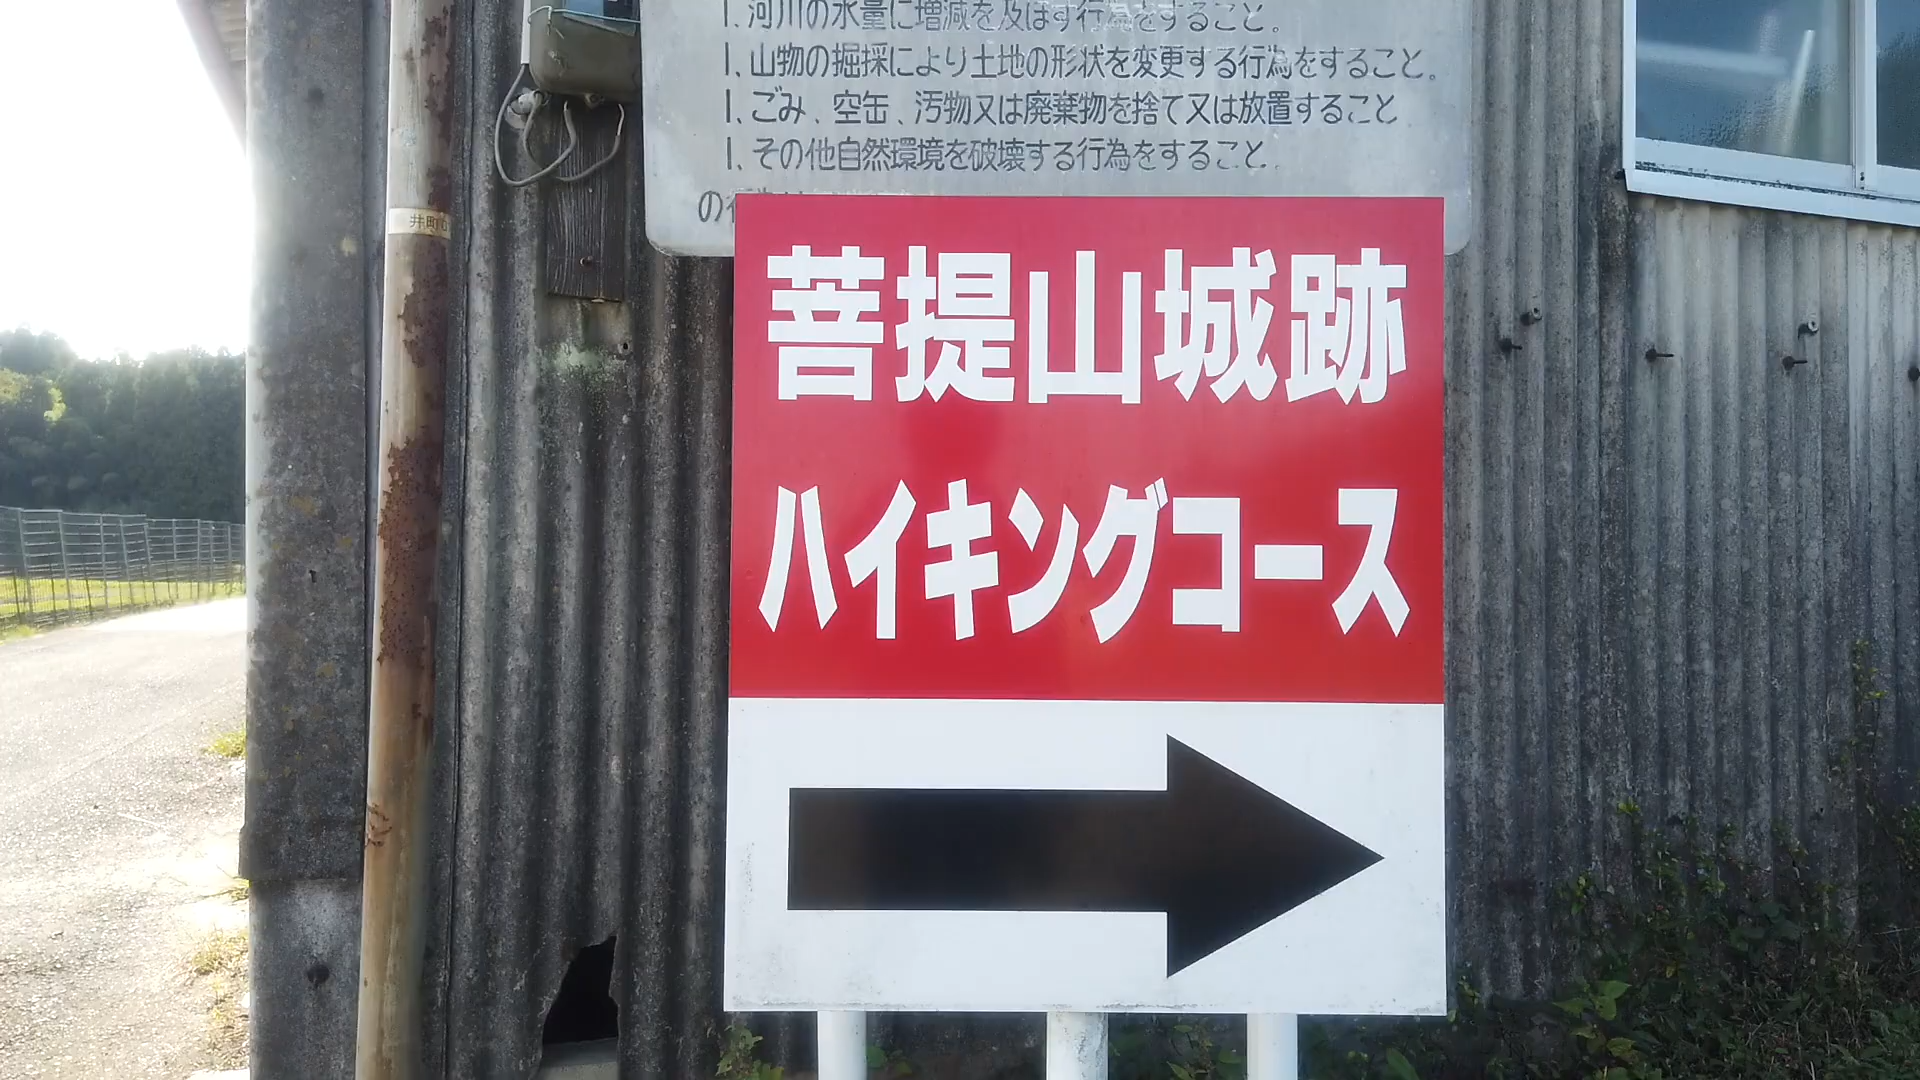 1. 河川の水量に増減を及ぼす行為をすること。
1. 山物の掘採により土地の形状を変更する行為をすること。
1. ごみ、空缶、汚物又は廃棄物を捨て又は放置すること
1. その他自然環境を破壊する行為をすること。
の
井町
菩提山城跡
ハイキングコース